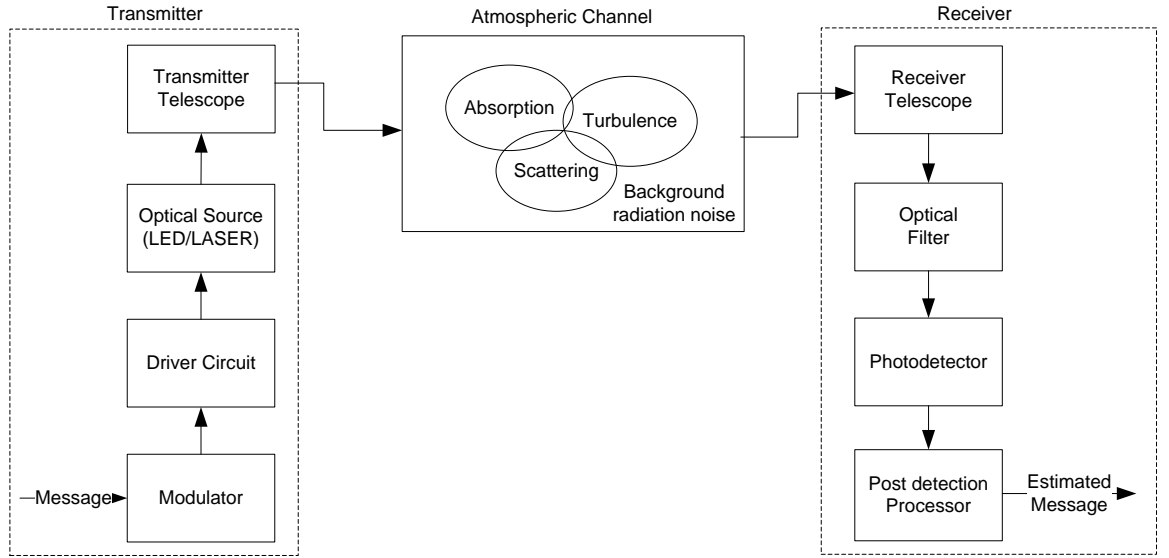 Transmitter
Atmospheric Channel
Receiver
Transmitter
Telescope
Optical Source
(LED/LASER)
Driver Circuit
Message
Modulator
Absorption
Turbulence
Scattering
Background
radiation noise
Receiver
Telescope
Optical
Filter
Photodetector
Post detection
Processor
Estimated
Message